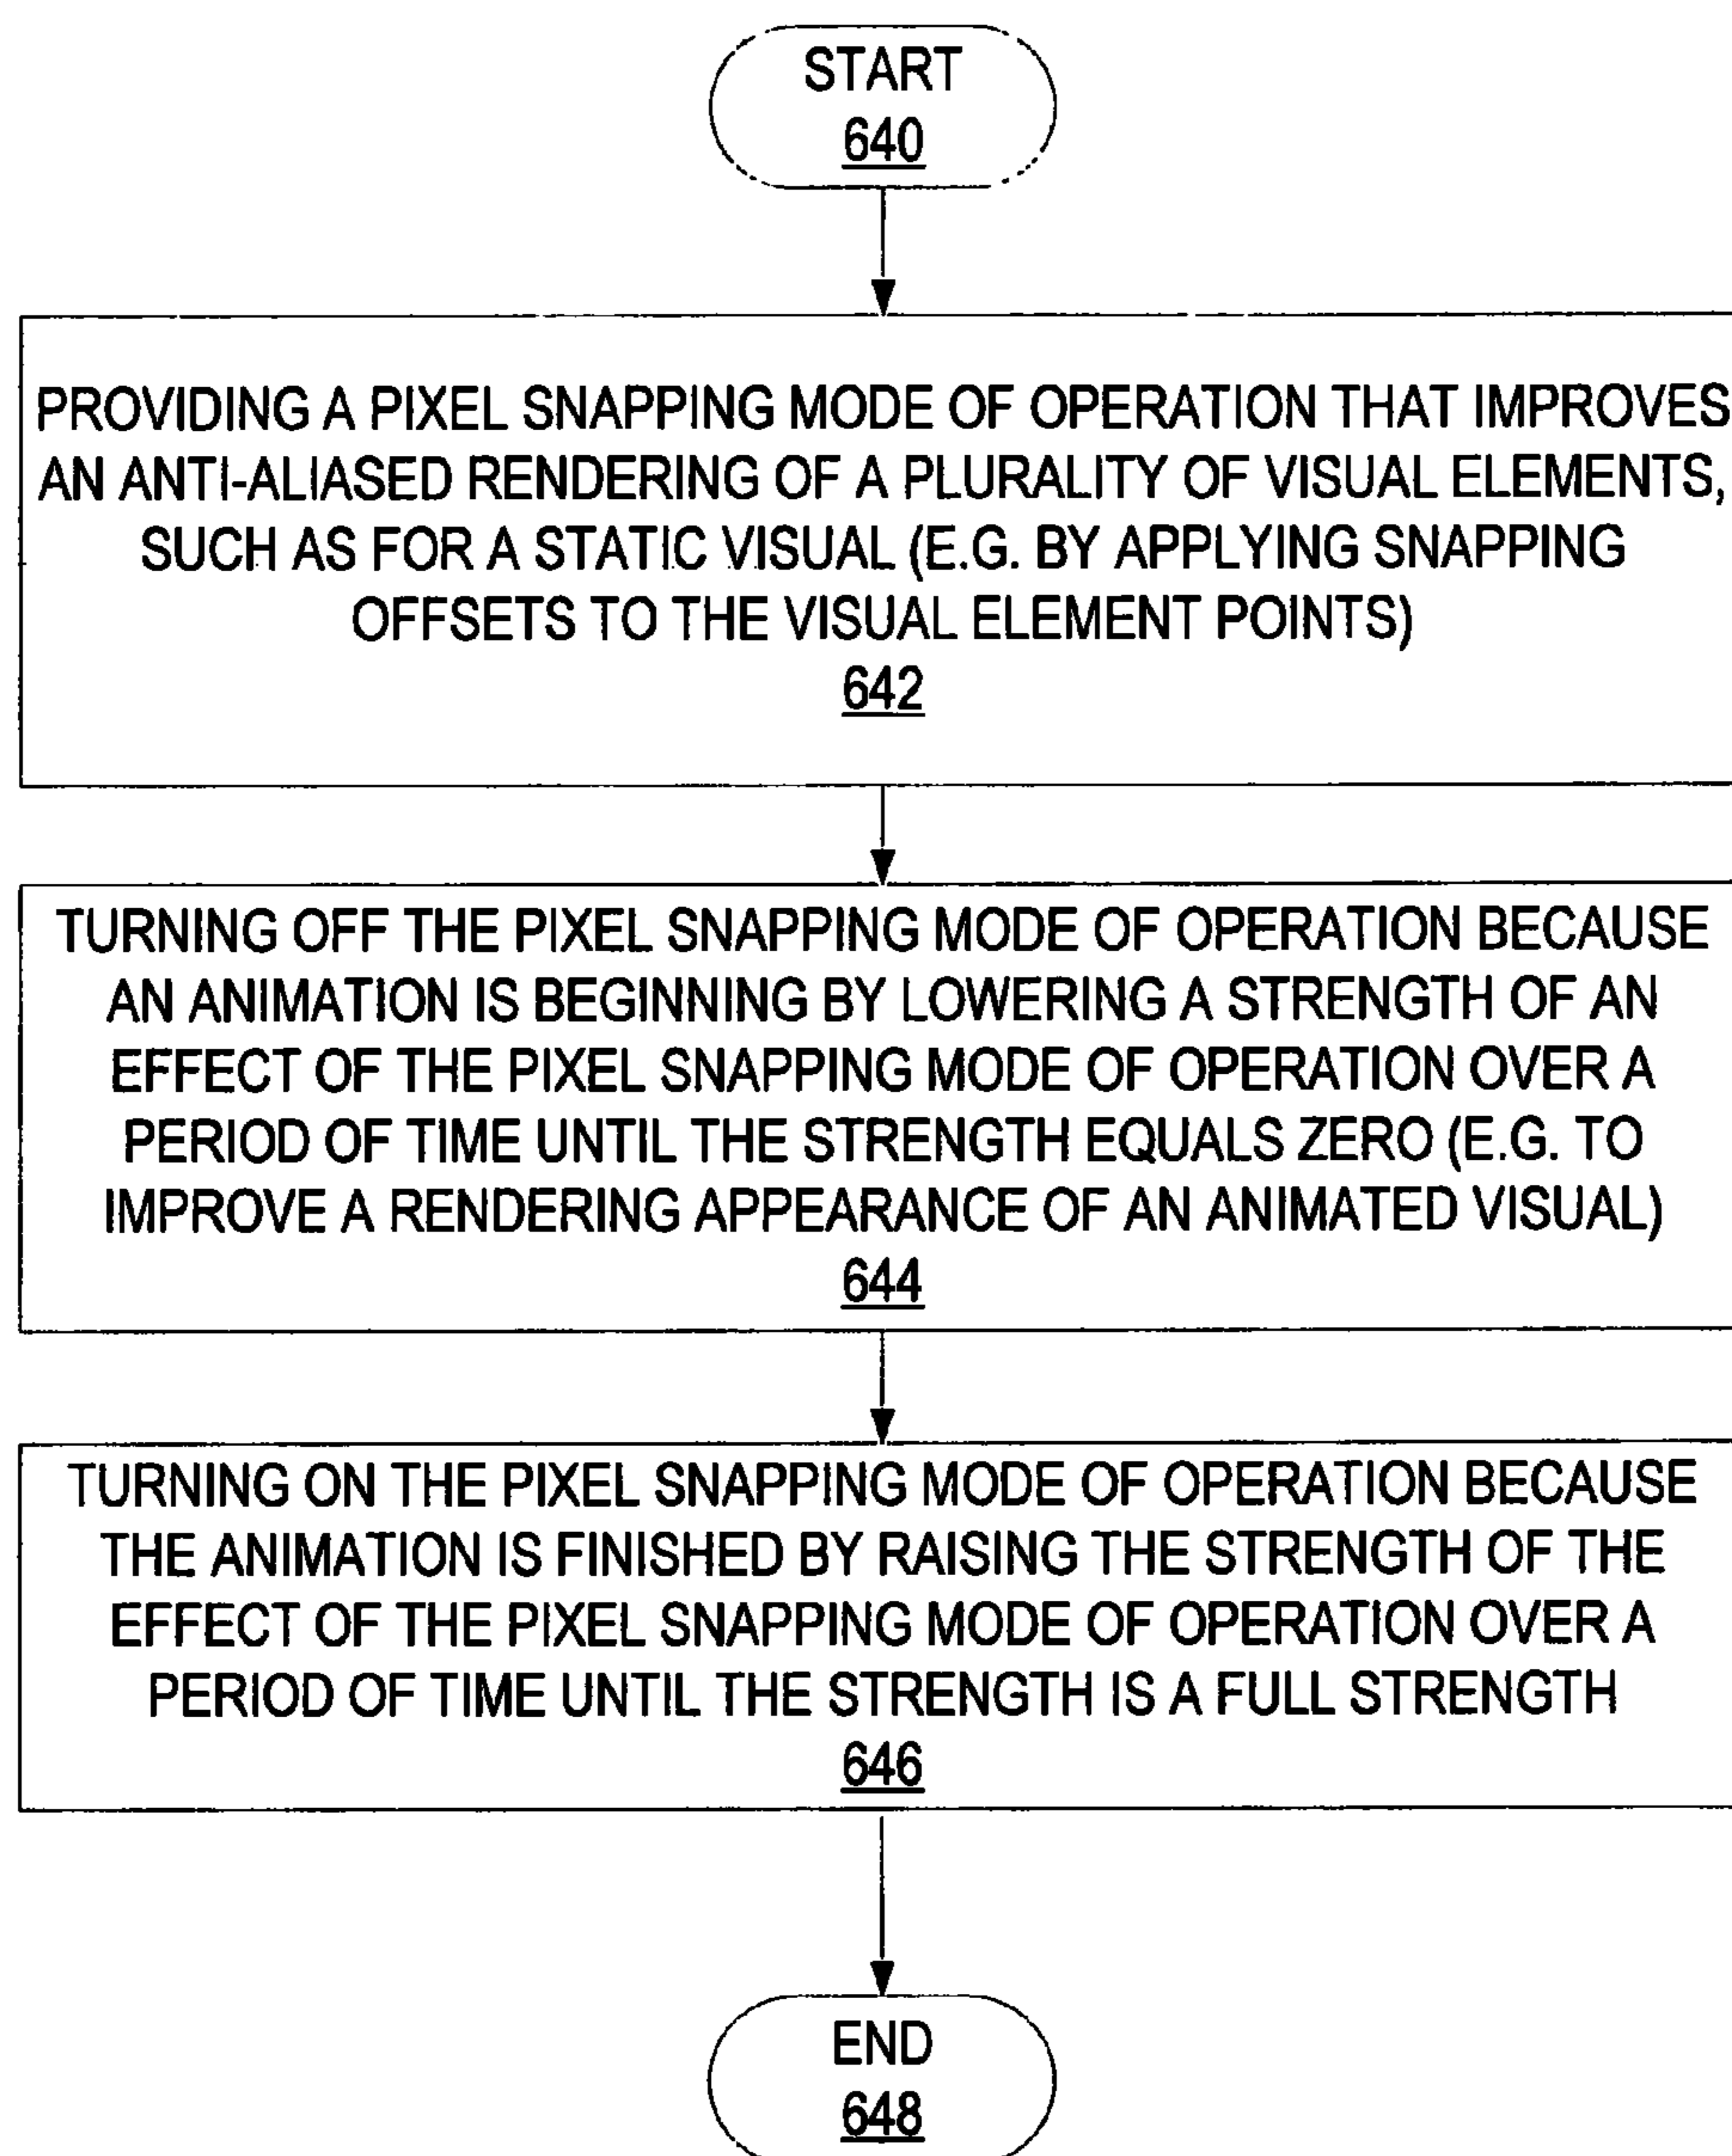 START
640
PROVIDING A PIXEL SNAPPING MODE OF OPERATION THAT IMPROVES
AN ANTI-ALIASED RENDERING OF A PLURALITY OF VISUAL ELEMENTS,
SUCH AS FOR A STATIC VISUAL (E.G. BY APPLYING SNAPPING
OFFSETS TO THE VISUAL ELEMENT POINTS)
642
TURNING OFF THE PIXEL SNAPPING MODE OF OPERATION BECAUSE
AN ANIMATION IS BEGINNING BY LOWERING A STRENGTH OF AN
EFFECT OF THE PIXEL SNAPPING MODE OF OPERATION OVER A
PERIOD OF TIME UNTIL THE STRENGTH EQUALS ZERO (E.G. TO
IMPROVE A RENDERING APPEARANCE OF AN ANIMATED VISUAL)
644
TURNING ON THE PIXEL SNAPPING MODE OF OPERATION BECAUSE
THE ANIMATION IS FINISHED BY RAISING THE STRENGTH OF THE
EFFECT OF THE PIXEL SNAPPING MODE OF OPERATION OVER A
PERIOD OF TIME UNTIL THE STRENGTH IS A FULL STRENGTH
646
END
648